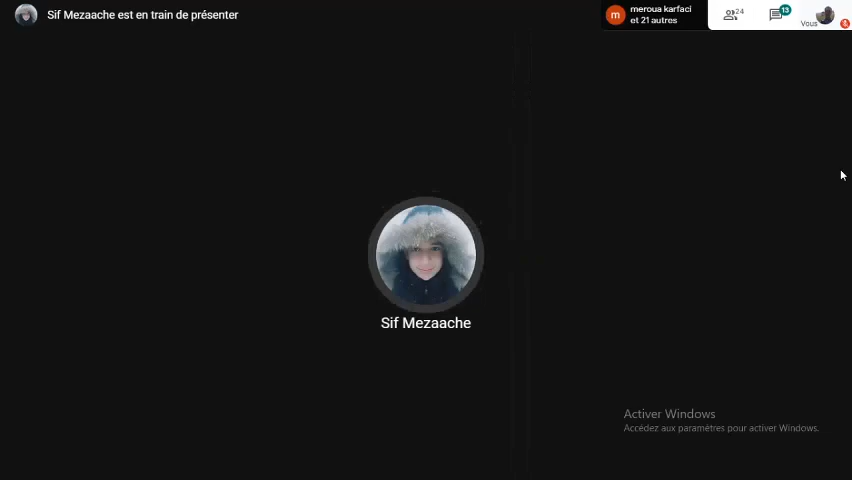 Sif Mezaache est en train de présenter
m
meroua karfaci
et 21 autres
24
13
Vous
Sif Mezaache
Activer Windows
Accédez aux paramètres pour activer Windows.